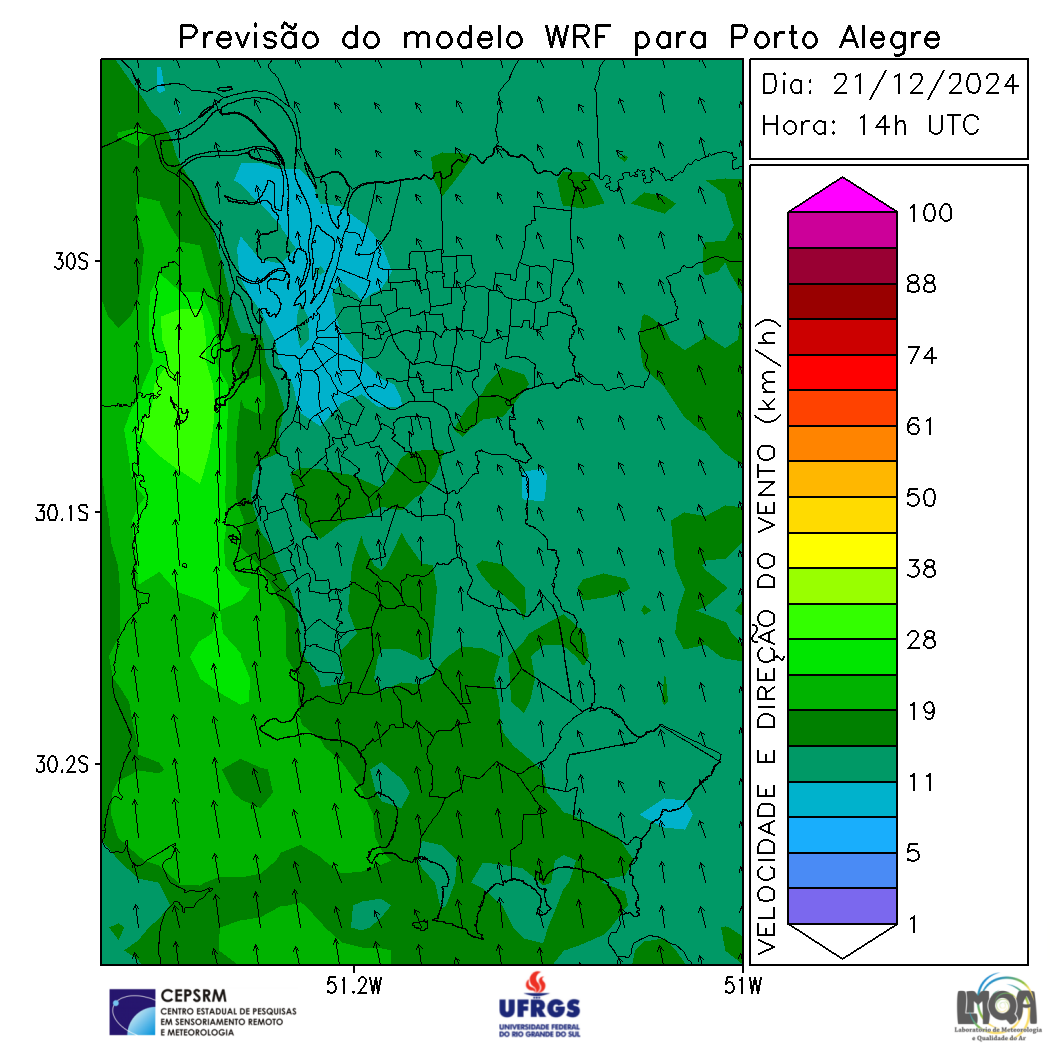 Previsão do modelo WRF para Porto Alegre
Dia: 21/12/2024
Hora: 14h UTC
30S
30.1S
30.2S
51.2W
51W
VELOCIDADE E DIREÇÃO DO VENTO (km/h)
100
88
74
61
50
38
28
19
11
5
1
CEPSRM
CENTRO ESTADUAL DE PESQUISAS
EM SENSORIAMENTO REMOTO
E METEOROLOGIA
UFRGS
UNIVERSIDADE FEDERAL
DO RIO GRANDE DO SUL
LMQA
Laboratório de Meteorologia
e Qualidade do Ar